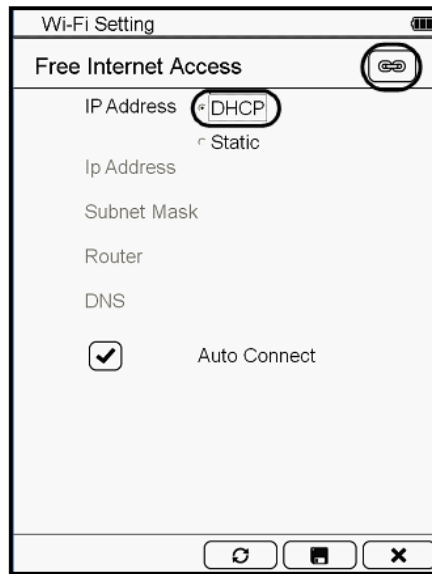 Wi-Fi Setting
Free Internet Access
IP Address DHCP
Static
Ip Address
Subnet Mask
Router
DNS
Auto Connect